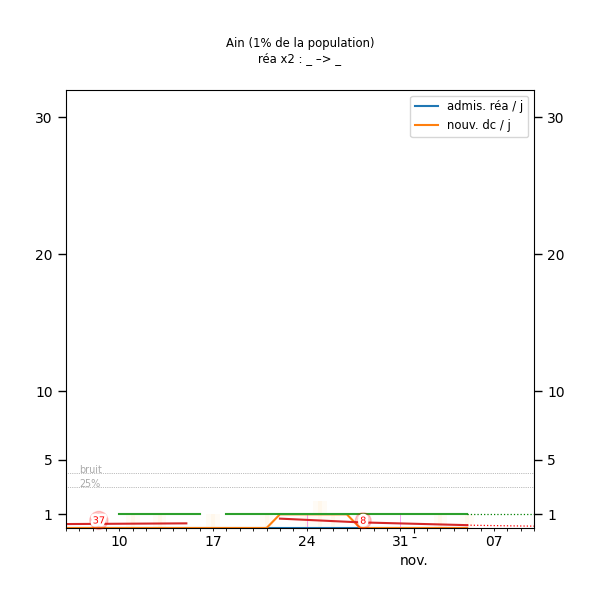 Ain (1% de la population)
réa x2 : _ –> _
admis. réa / j
nouv. dc / j
30 30
20 20
10 10
5 5
bruit
25%
1 1
37 8
10 17 24 31 07
nov.